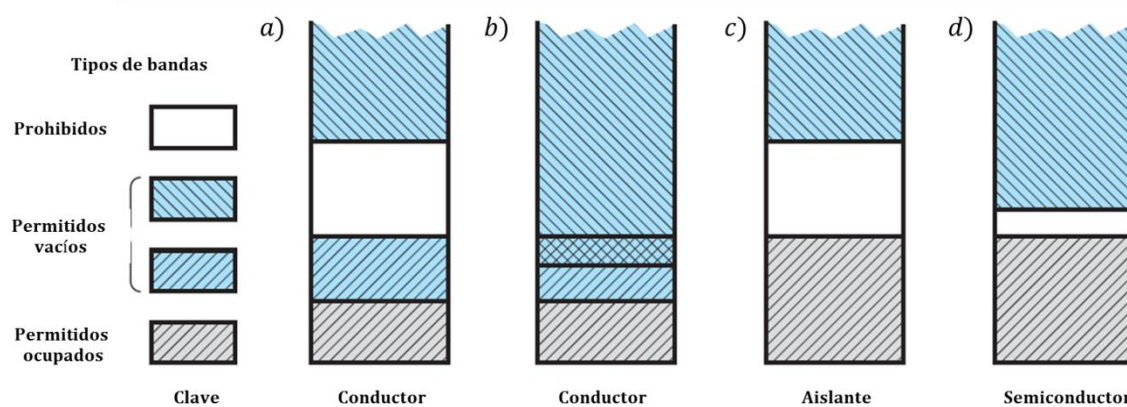 a)
b)
c)
d)
Tipos de bandas
Prohibidos
Permitidos
vacíos
Permitidos
ocupados
Clave
Conductor
Conductor
Aislante
Semiconductor